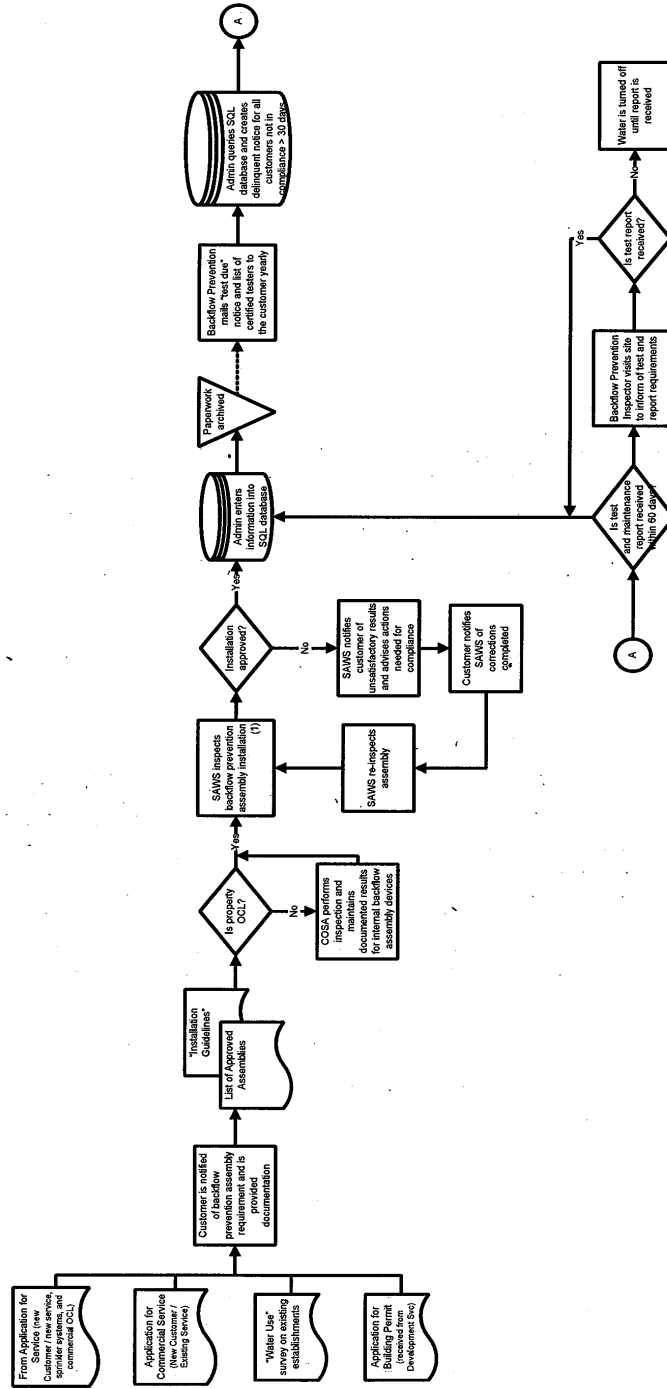 From Application for
Service (new
Customer / new service,
sprinkler systems, and
commercial OCL)
Application for
Commercial Service
(New Customer /
Existing Service)
"Water Use"
survey on existing
establishments
Application for
Building Permit
(received from
Development Svc)
Customer is notified
of backflow
prevention assembly
requirement and is
provided
documentation
"Installation
Guidelines"
List of Approved
Assemblies
Is property
OCL?
Yes
No
COSA performs
inspection and
maintains
documented results
for internal backflow
assembly devices
SAWS inspects
backflow prevention
assembly installation
(1)
Installation
approved?
Yes
No
SAWS notifies
customer of
unsatisfactory results
and advises actions
needed for
compliance
Customer notifies
SAWS of
corrections
completed
SAWS re-inspects
assembly
Admin enters
information into
SQL database
Paperwork
archived
Backflow Prevention
mails "test due"
notice and list of
certified testers to
the customer yearly
Admin queries SQL
database and creates
delinquent notice for all
customers not in
compliance > 30 days
A
A
Is test
and maintenance
report received
within 60 days?
Backflow Prevention
Inspector visits site
to inform of test and
report requirements
Is test report
received?
Yes
No
Water is turned off
until report is
received